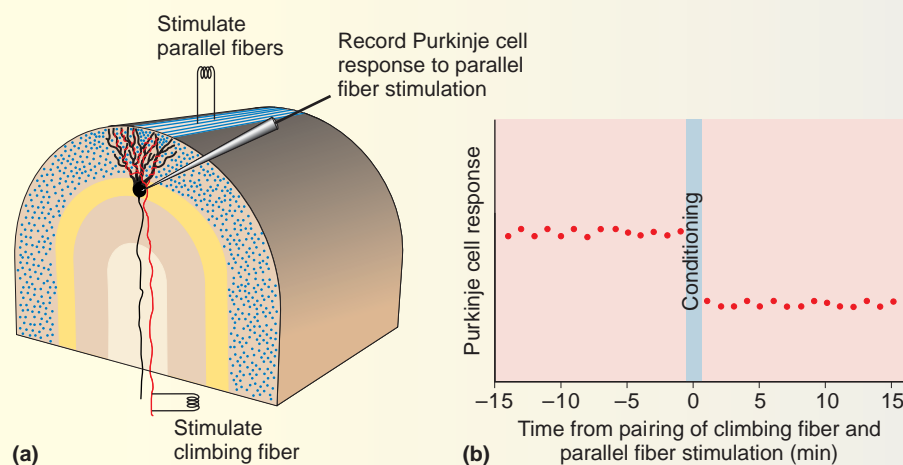 Stimulate
parallel fibers
Record Purkinje cell
response to parallel
fiber stimulation
Stimulate
climbing fiber
(a)
Purkinje cell response
Conditioning
–15 –10 –5 0 5 10 15
Time from pairing of climbing fiber and
parallel fiber stimulation (min)
(b)